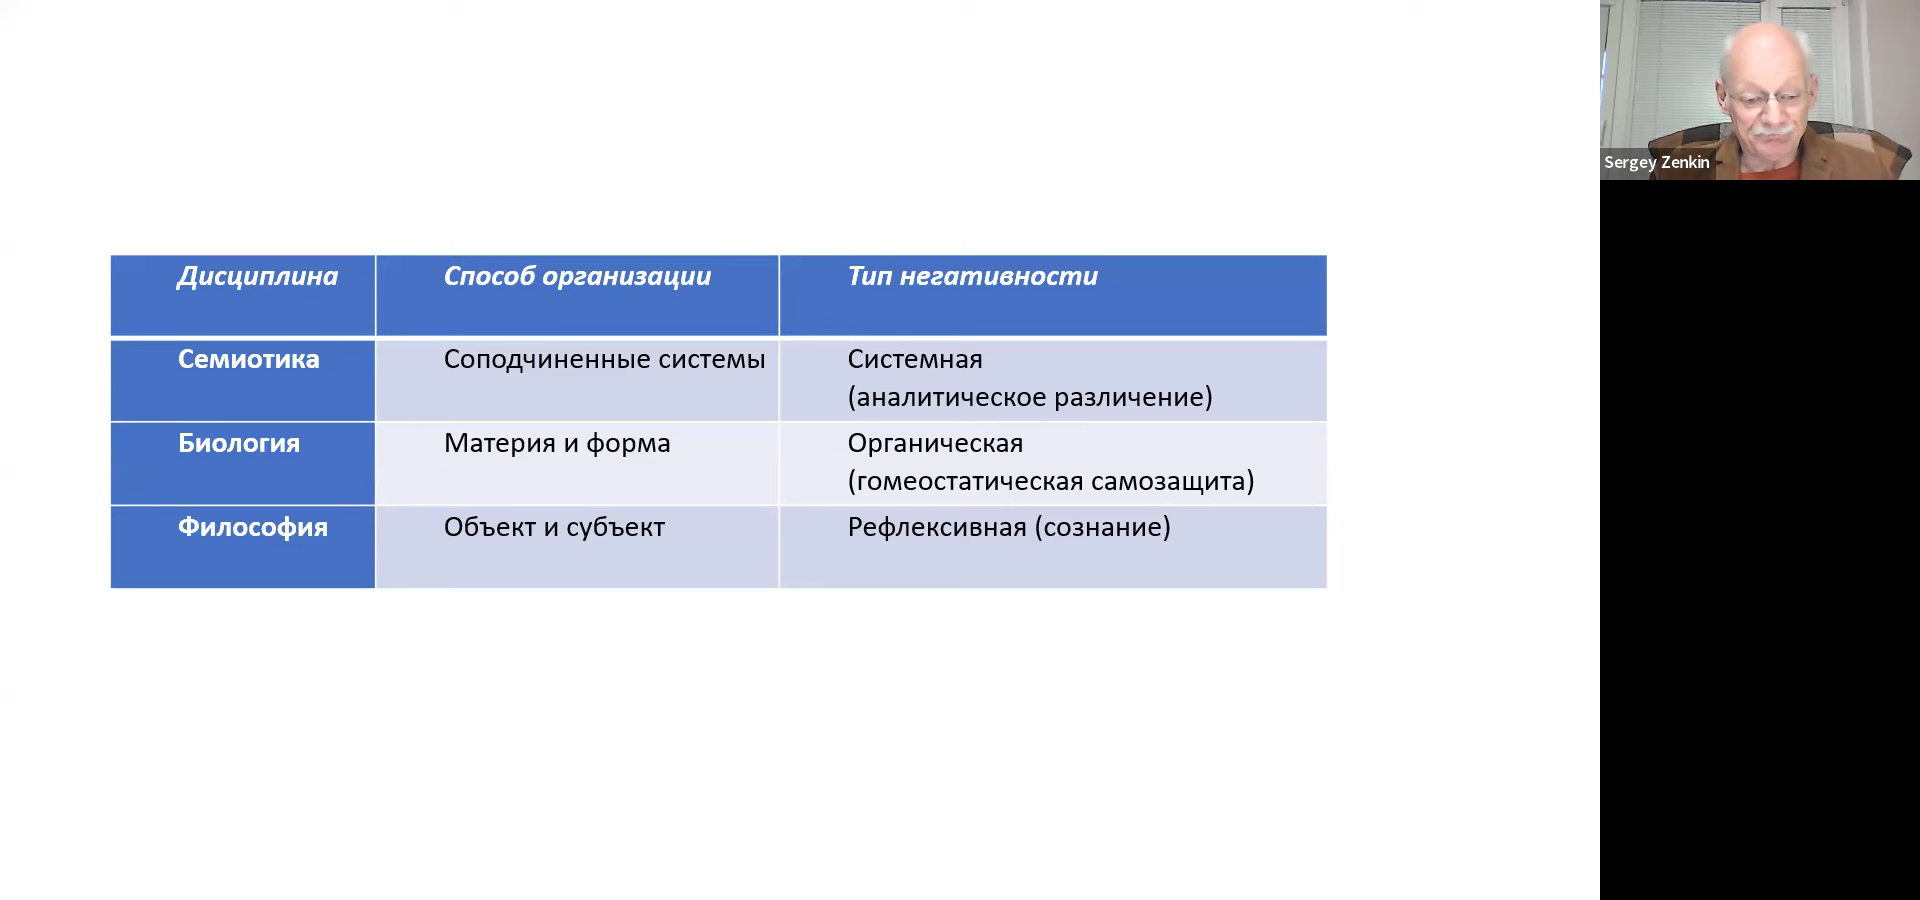 Sergey Zenkin
Дисциплина Способ организации Тип негативности
Семиотика Соподчиненные системы Системная
(аналитическое различение)
Биология Материя и форма Органическая
(гомеостатическая самозащита)
Философия Объект и субъект Рефлексивная (сознание)